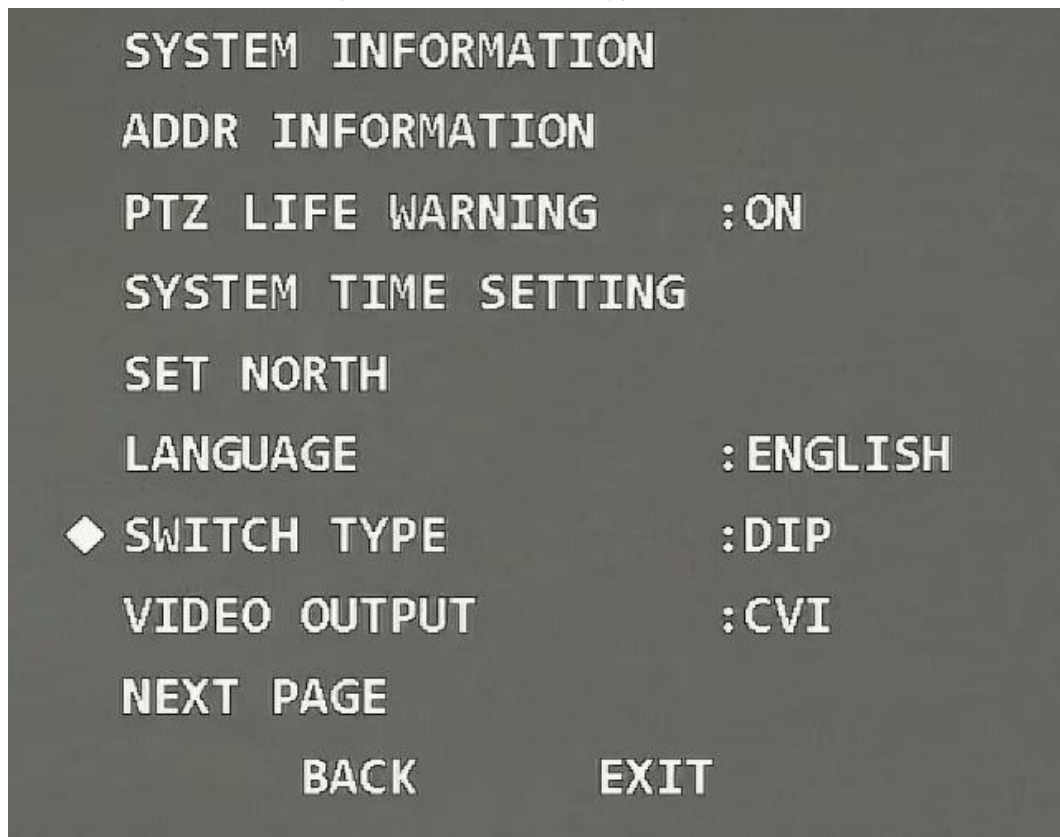 SYSTEM INFORMATION
ADDR INFORMATION
PTZ LIFE WARNING :ON
SYSTEM TIME SETTING
SET NORTH
LANGUAGE :ENGLISH
SWITCH TYPE :DIP
VIDEO OUTPUT :CVI
NEXT PAGE
BACK EXIT